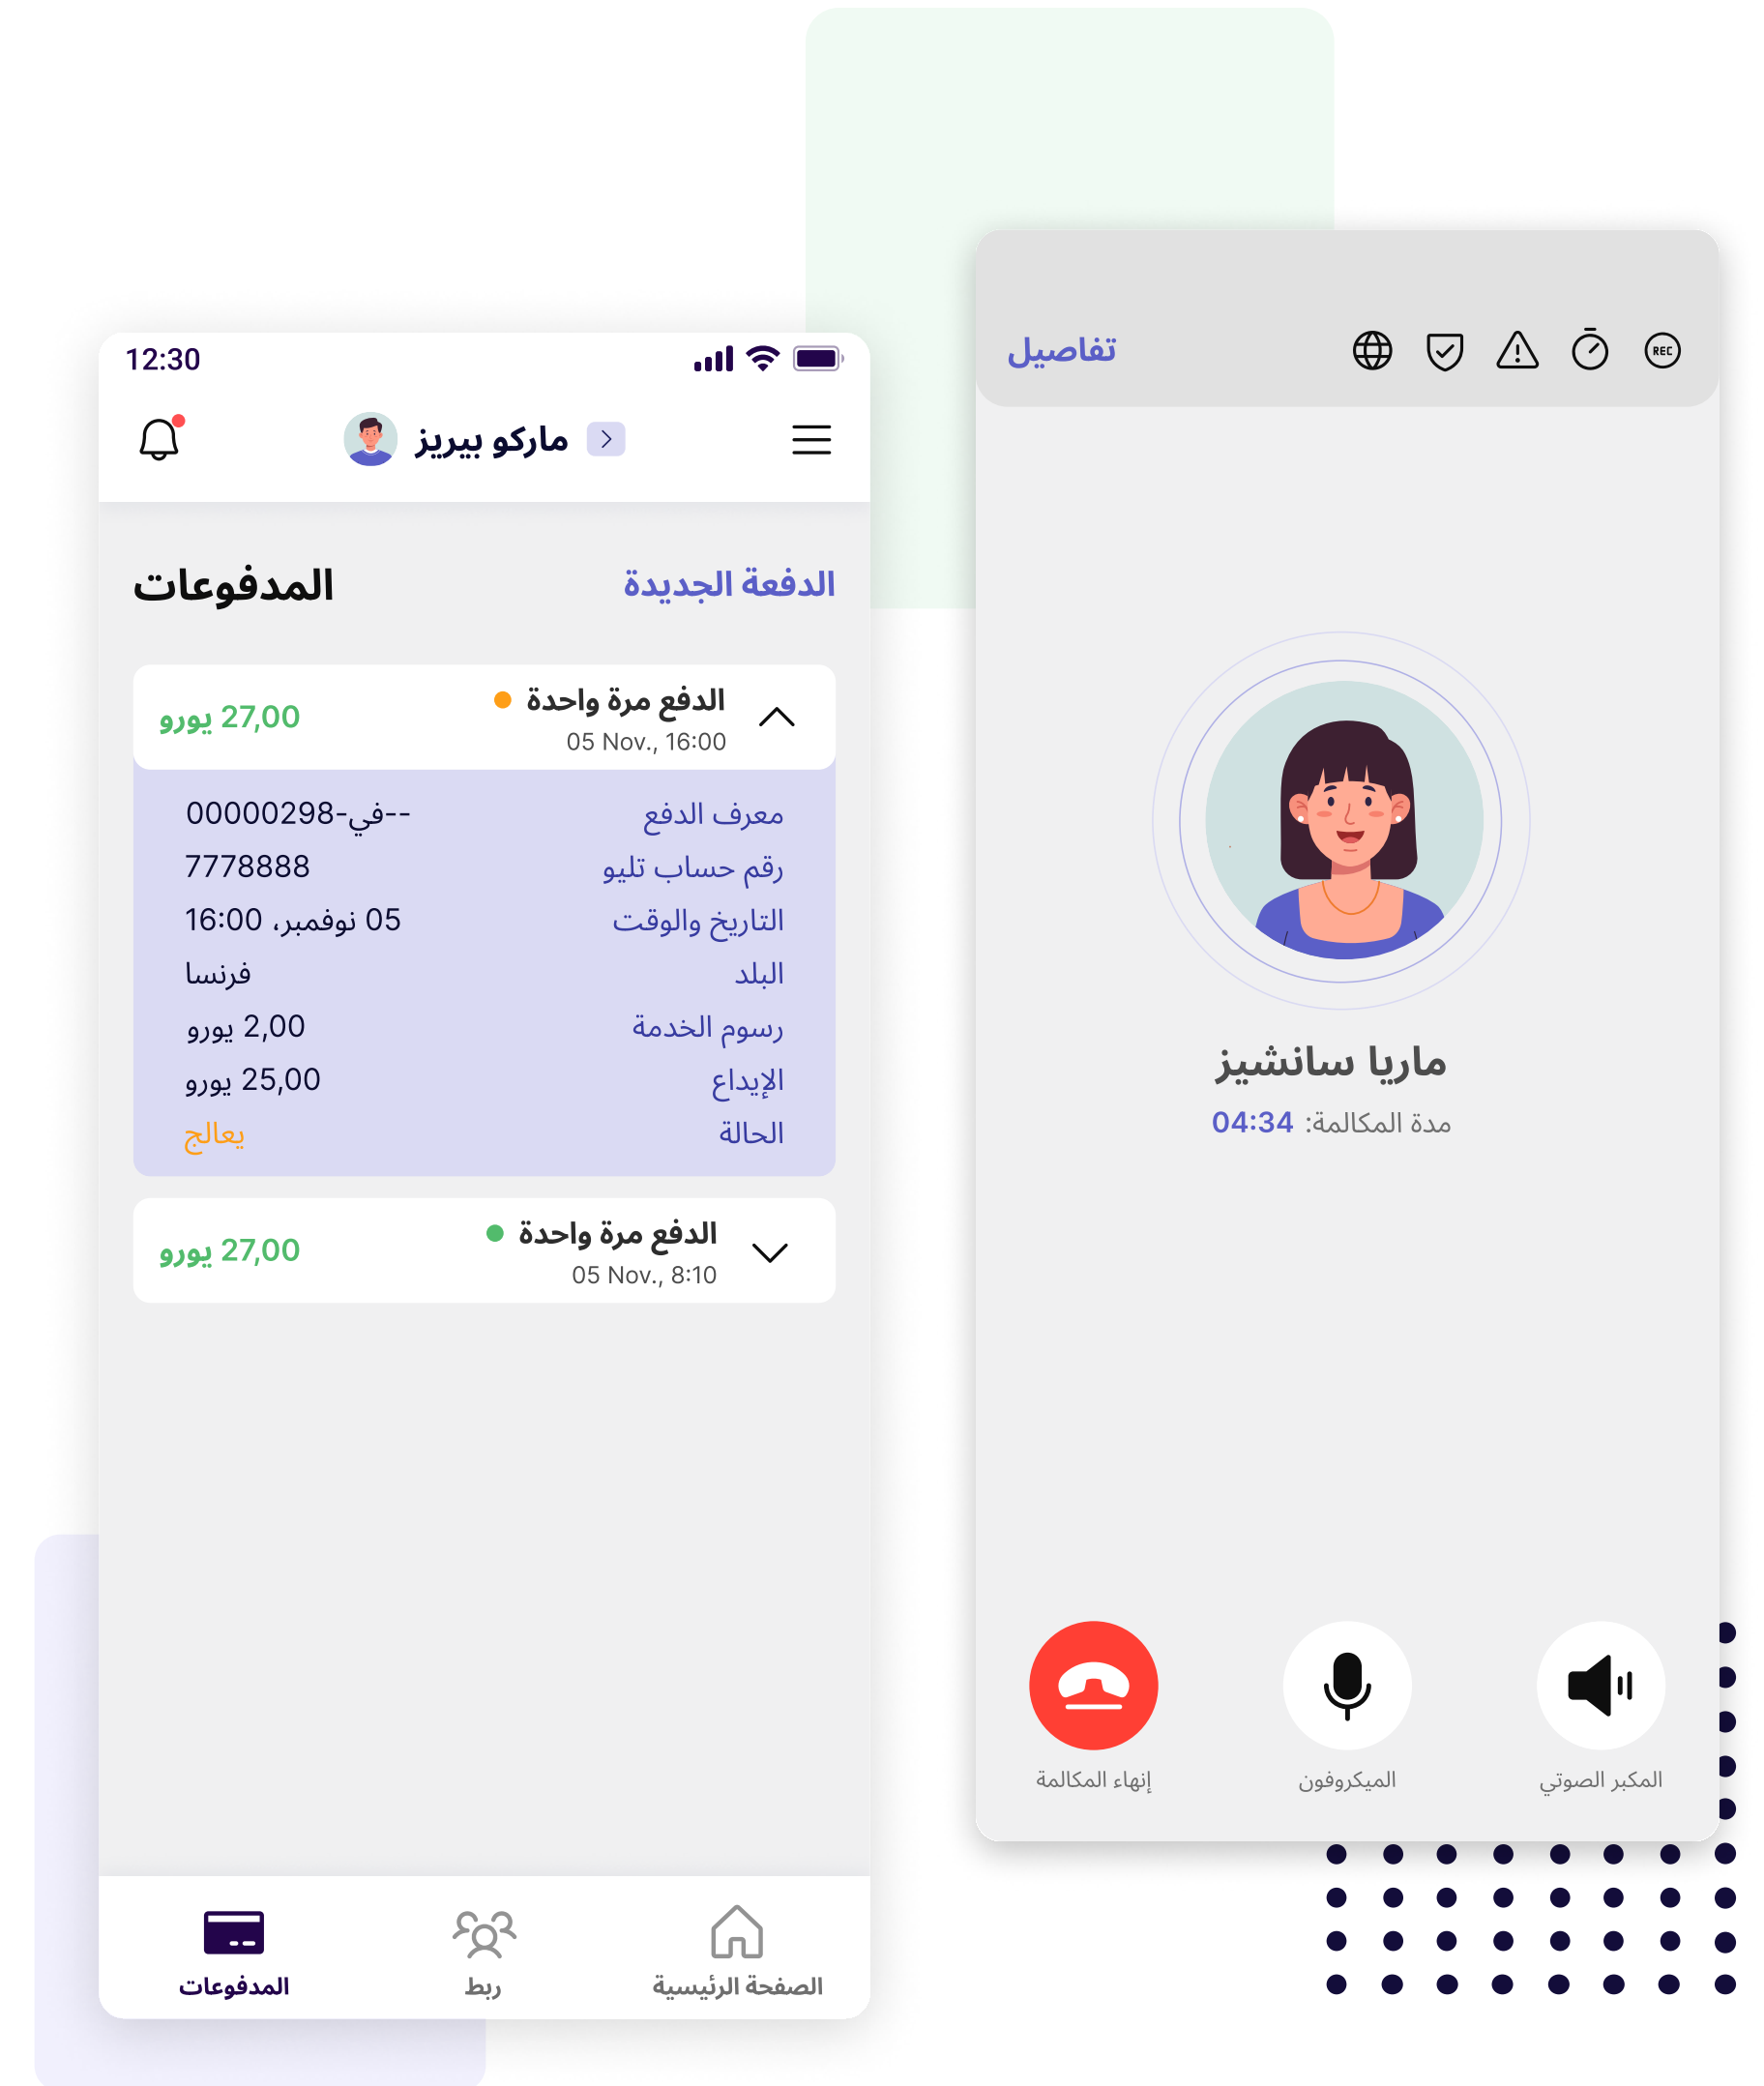 12:30
ماركو بيريز
الدفعة الجديدة
المدفوعات
الدفع مرة واحدة
05 Nov., 16:00
27,00 يورو
معرف الدفع
--في-00000298
رقم حساب تليو
7778888
التاريخ والوقت
05 نوفمبر، 16:00
البلد
فرنسا
رسوم الخدمة
2,00 يورو
الإيداع
25,00 يورو
الحالة
يعالج
الدفع مرة واحدة
05 Nov., 8:10
27,00 يورو
الصفحة الرئيسية
ربط
المدفوعات
REC
تفاصيل
ماريا سانشيز
مدة المكالمة: 04:34
المكبر الصوتي
الميكروفون
إنهاء المكالمة